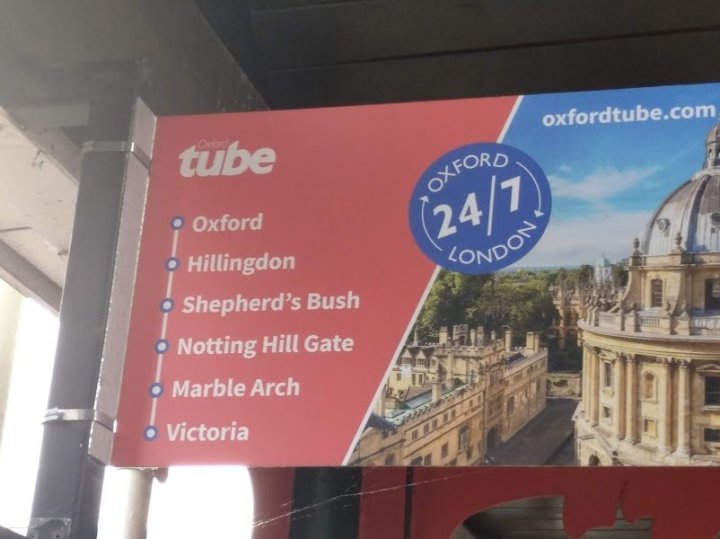 oxfordtube.com
Oxford
tube
OXFORD
24/7
LONDON
Oxford
Hillingdon
Shepherd's Bush
Notting Hill Gate
Marble Arch
Victoria